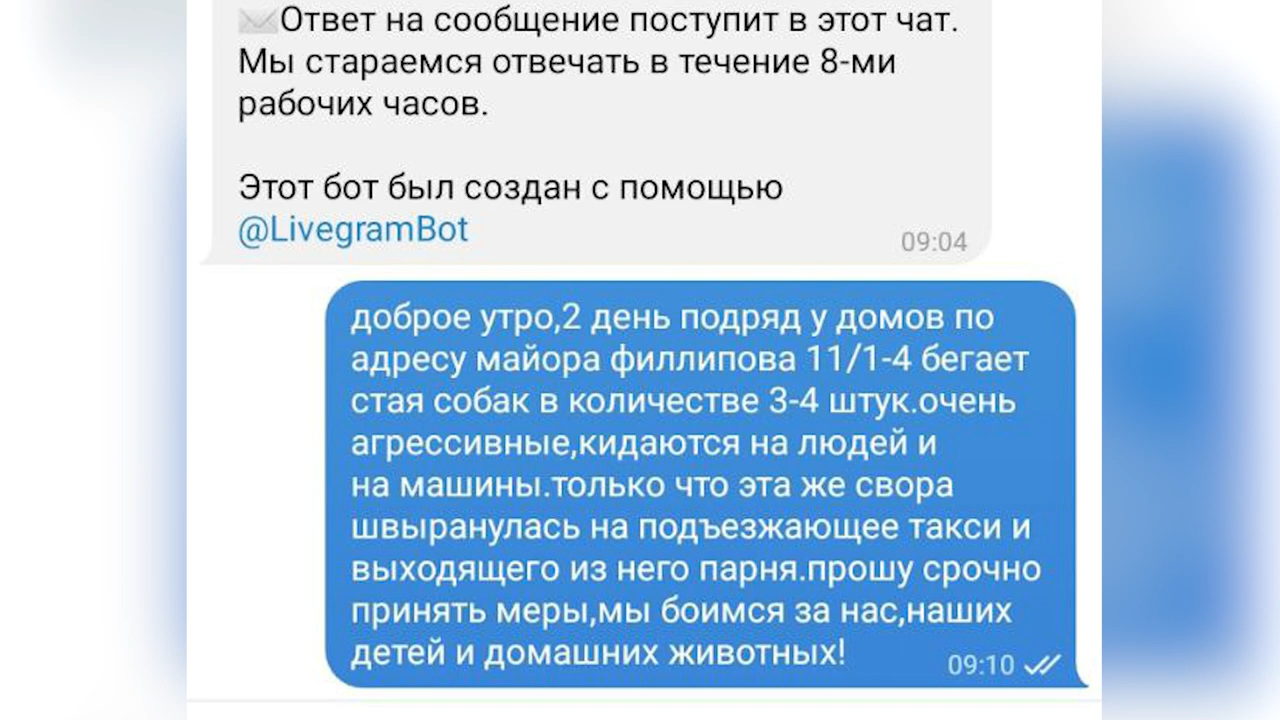 ✉️Ответ на сообщение поступит в этот чат.
Мы стараемся отвечать в течение 8-ми
рабочих часов.
Этот бот был создан с помощью
@LivegramBot
09:04
доброе утро,2 день подряд у домов по
адресу майора филлипова 11/1-4 бегает
стая собак в количестве 3-4 штук.очень
агрессивные,кидаются на людей и
на машины.только что эта же свора
швыранулась на подъезжающее такси и
выходящего из него парня.прошу срочно
принять меры,мы боимся за нас,наших
детей и домашних животных!
09:10